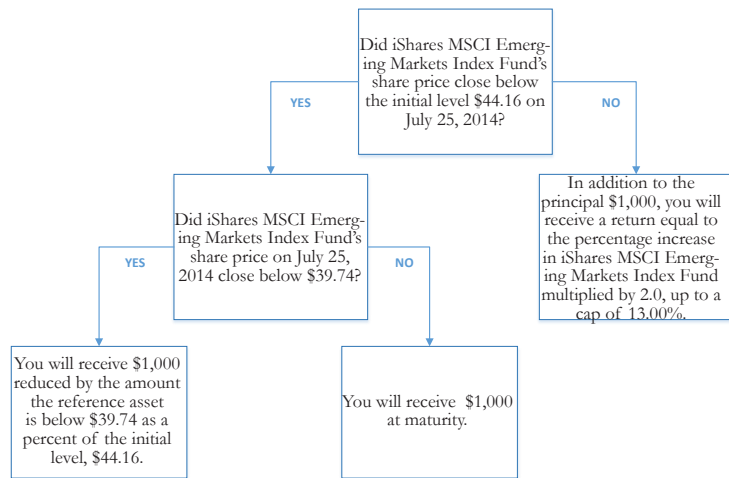 Did iShares MSCI Emerg-
ing Markets Index Fund's
share price close below
the initial level $44.16 on
July 25, 2014?
YES
NO
Did iShares MSCI Emerg-
ing Markets Index Fund's
share price on July 25,
2014 close below $39.74?
In addition to the
principal $1,000, you will
receive a return equal to
the percentage increase
in iShares MSCI Emerg-
ing Markets Index Fund
multiplied by 2.0, up to a
cap of 13.00%.
YES
NO
You will receive $1,000
reduced by the amount
the reference asset
is below $39.74 as a
percent of the initial
level, $44.16.
You will receive $1,000
at maturity.